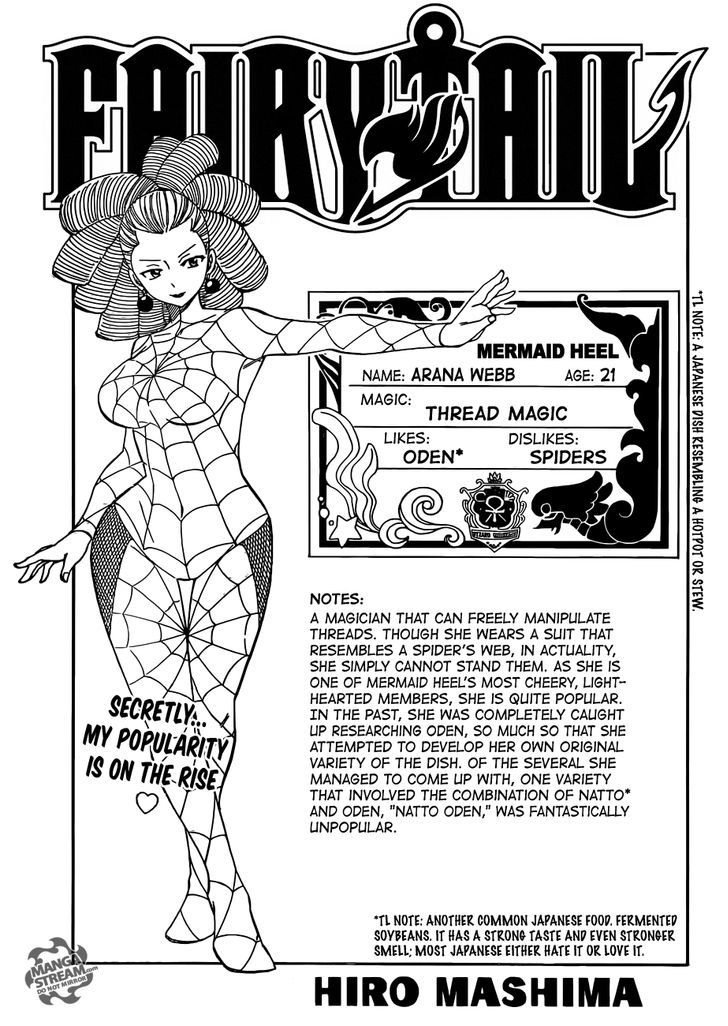 FAIRY TAIL
MERMAID HEEL
NAME: ARANA WEBB AGE: 21
MAGIC:
THREAD MAGIC
LIKES: DISLIKES:
ODEN* SPIDERS
*TL NOTE: A JAPANESE DISH RESEMBLING A HOTPOT OR STEW.
NOTES:
A MAGICIAN THAT CAN FREELY MANIPULATE
THREADS. THOUGH SHE WEARS A SUIT THAT
RESEMBLES A SPIDER'S WEB, IN ACTUALITY,
SHE SIMPLY CANNOT STAND THEM. AS SHE IS
ONE OF MERMAID HEEL'S MOST CHEERY, LIGHT-
HEARTED MEMBERS, SHE IS QUITE POPULAR.
IN THE PAST, SHE WAS COMPLETELY CAUGHT
UP RESEARCHING ODEN, SO MUCH SO THAT SHE
ATTEMPTED TO DEVELOP HER OWN ORIGINAL
VARIETY OF THE DISH. OF THE SEVERAL SHE
MANAGED TO COME UP WITH, ONE VARIETY
THAT INVOLVED THE COMBINATION OF NATTO*
AND ODEN, "NATTO ODEN," WAS FANTASTICALLY
UNPOPULAR.
SECRETLY...
MY POPULARITY
IS ON THE RISE
*TL NOTE: ANOTHER COMMON JAPANESE FOOD. FERMENTED
SOYBEANS. IT HAS A STRONG TASTE AND EVEN STRONGER
SMELL; MOST JAPANESE EITHER HATE IT OR LOVE IT.
MANGA
STREAM.com
DO NOT MIRROR
HIRO MASHIMA